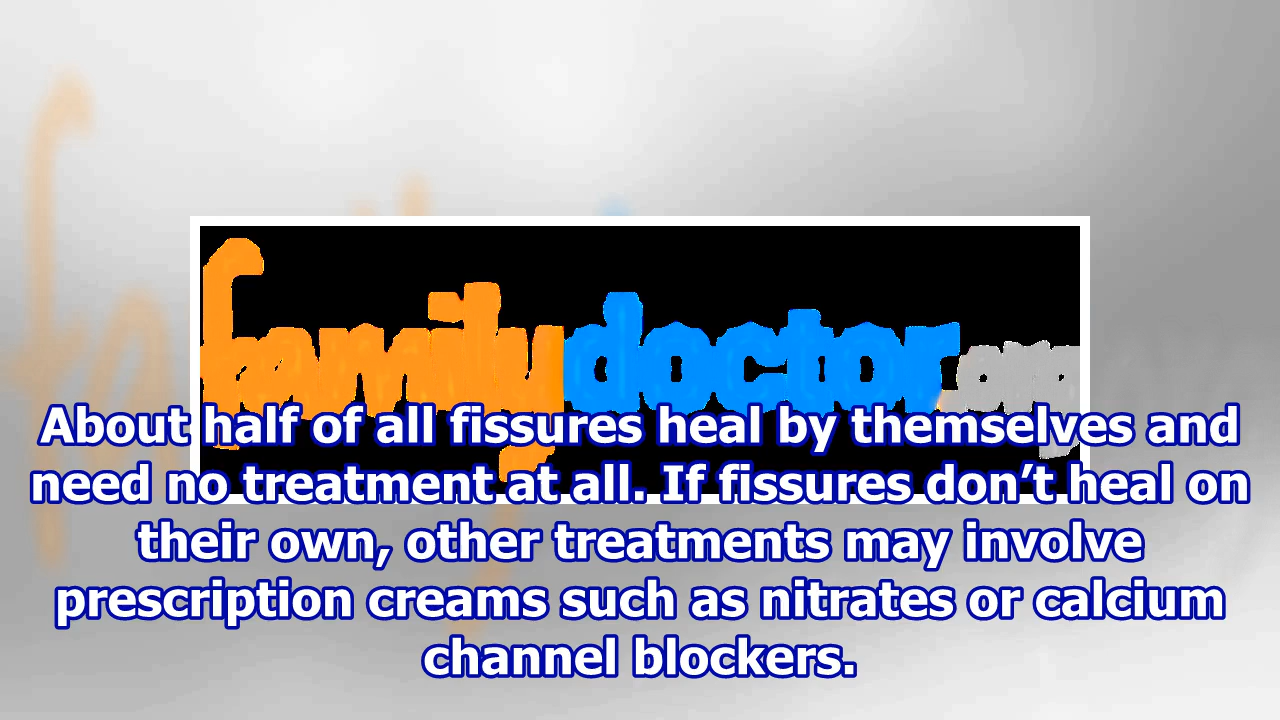 familydoctor.org
About half of all fissures heal by themselves and
need no treatment at all. If fissures don’t heal on
their own, other treatments may involve
prescription creams such as nitrates or calcium
channel blockers.